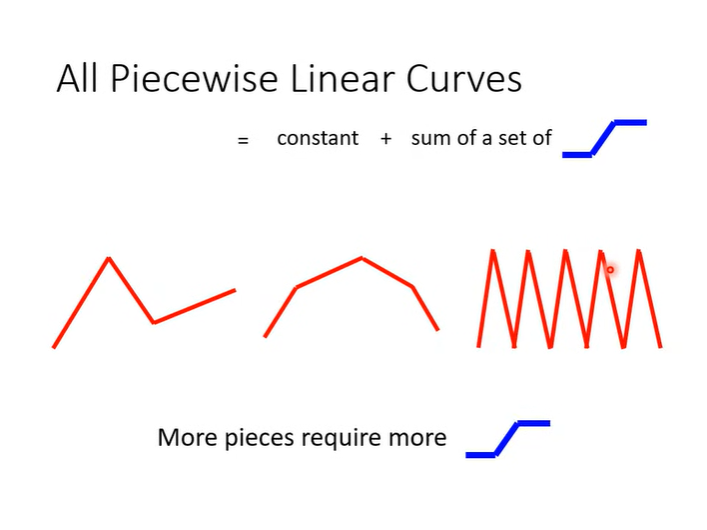 All Piecewise Linear Curves
= constant + sum of a set of
More pieces require more